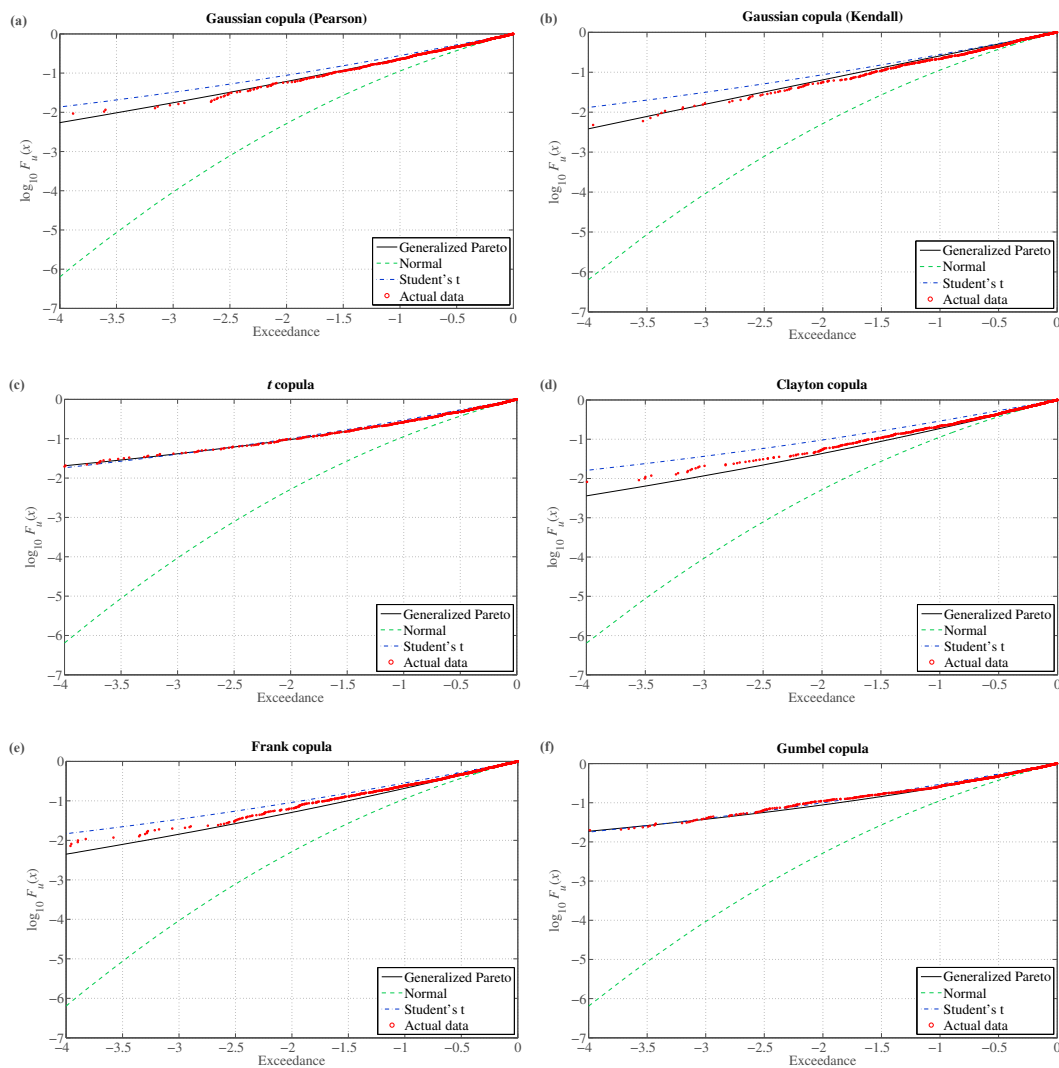 (a)
Gaussian copula (Pearson)
0
−1
−2
−3
−4
−5
−6
−7
log10 Fu(x)
−4 −3.5 −3 −2.5 −2 −1.5 −1 −0.5 0
Exceedance
Generalized Pareto
Normal
Student's t
Actual data
(b)
Gaussian copula (Kendall)
0
−1
−2
−3
−4
−5
−6
−7
log10 Fu(x)
−4 −3.5 −3 −2.5 −2 −1.5 −1 −0.5 0
Exceedance
Generalized Pareto
Normal
Student's t
Actual data
(c)
t copula
0
−1
−2
−3
−4
−5
−6
−7
log10 Fu(x)
−4 −3.5 −3 −2.5 −2 −1.5 −1 −0.5 0
Exceedance
Generalized Pareto
Normal
Student's t
Actual data
(d)
Clayton copula
0
−1
−2
−3
−4
−5
−6
−7
log10 Fu(x)
−4 −3.5 −3 −2.5 −2 −1.5 −1 −0.5 0
Exceedance
Generalized Pareto
Normal
Student's t
Actual data
(e)
Frank copula
0
−1
−2
−3
−4
−5
−6
−7
log10 Fu(x)
−4 −3.5 −3 −2.5 −2 −1.5 −1 −0.5 0
Exceedance
Generalized Pareto
Normal
Student's t
Actual data
(f)
Gumbel copula
0
−1
−2
−3
−4
−5
−6
−7
log10 Fu(x)
−4 −3.5 −3 −2.5 −2 −1.5 −1 −0.5 0
Exceedance
Generalized Pareto
Normal
Student's t
Actual data